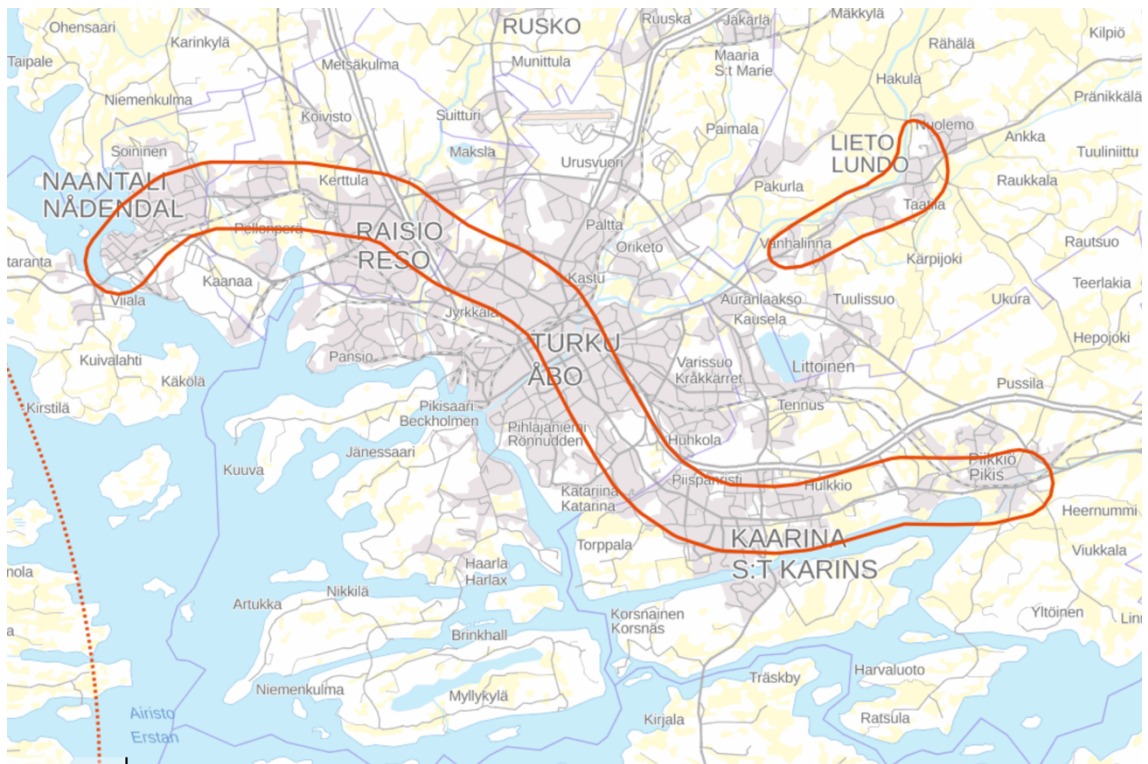 RUSKO
Ruuska
Jäkärlä
Mäkkylä
Ohensaari
Karinkylä
Kilpiö
Rähälä
Taipale
Metsäkulma
Munittula
Maaria
S:t Marie
Hakula
Niemenkulma
Pränikkälä
Koivisto
Suitturi
Paimala
Nuolemo
Ankka
Soininen
Maksla
Urusvuori
LIETO
LUNDO
Tuuliniittu
NAANTALI
NÅDENDAL
Kerttula
Pakurla
Raukkala
Taatila
Pellonperä
RAISIO
RESO
Paltta
Oriketo
Vanhalinna
Rautsuo
Kärpijoki
taranta
Kaanaa
Kastu
Teerlakia
Viiala
Auranlaakso
Tuulissuo
Ukura
Jyrkkälä
Kausela
TURKU
ÅBO
Hepojoki
Kuivalahti
Pansio
Varissuo
Kråkkärret
Littoinen
Käkölä
Pussila
Kirstilä
Pikisaari
Beckholmen
Tennus
Pihlajaniemi
Rönnudden
Huhkola
Jänessaari
Piikkiö
Pikis
Kuuva
Piispanristi
Hulkkio
Katariina
Katarina
Heernummi
Torppala
KAARINA
S:T KARINS
Viukkala
Haarla
Harlax
nola
Nikkilä
Artukka
Korsnainen
Korsnäs
Yltöinen
Linn
a
Brinkhall
Harvaluoto
Träskby
Niemenkulma
Myllykylä
Airisto
Erstan
Kirjala
Ratsula